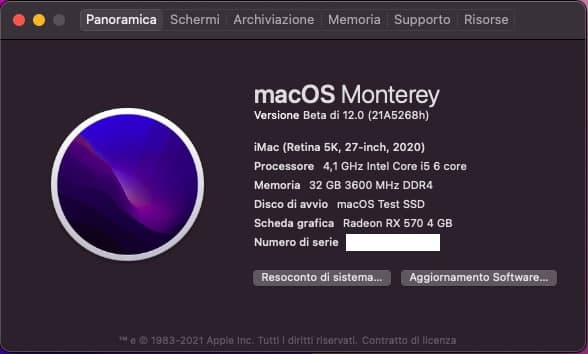 Panoramica Schermi Archiviazione Memoria Supporto Risorse
macOS Monterey
Versione Beta di 12.0 (21A5268h)
iMac (Retina 5K, 27-inch, 2020)
Processore 4,1 GHz Intel Core i5 6 core
Memoria 32 GB 3600 MHz DDR4
Disco di avvio macOS Test SSD
Scheda grafica Radeon RX 570 4 GB
Numero di serie
Resoconto di sistema... Aggiornamento Software...
™ e © 1983-2021 Apple Inc. Tutti i diritti riservati. Contratto di licenza